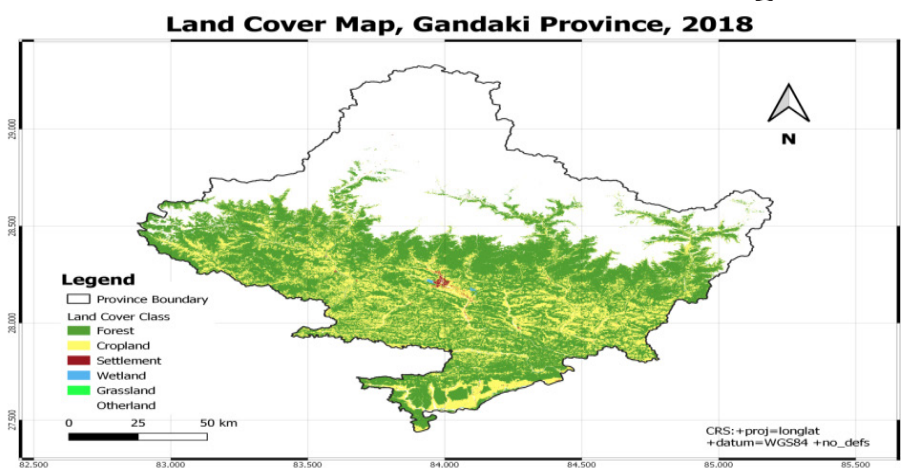 Land Cover Map, Gandaki Province, 2018
N
29.000
28.500
28.000
27.500
Legend
Province Boundary
Land Cover Class
Forest
Cropland
Settlement
Wetland
Grassland
Otherland
0 25 50 km
CRS:+proj=longlat
+datum=WGS84 +no_defs
82.500 83.000 83.500 84.000 84.500 85.000 85.500